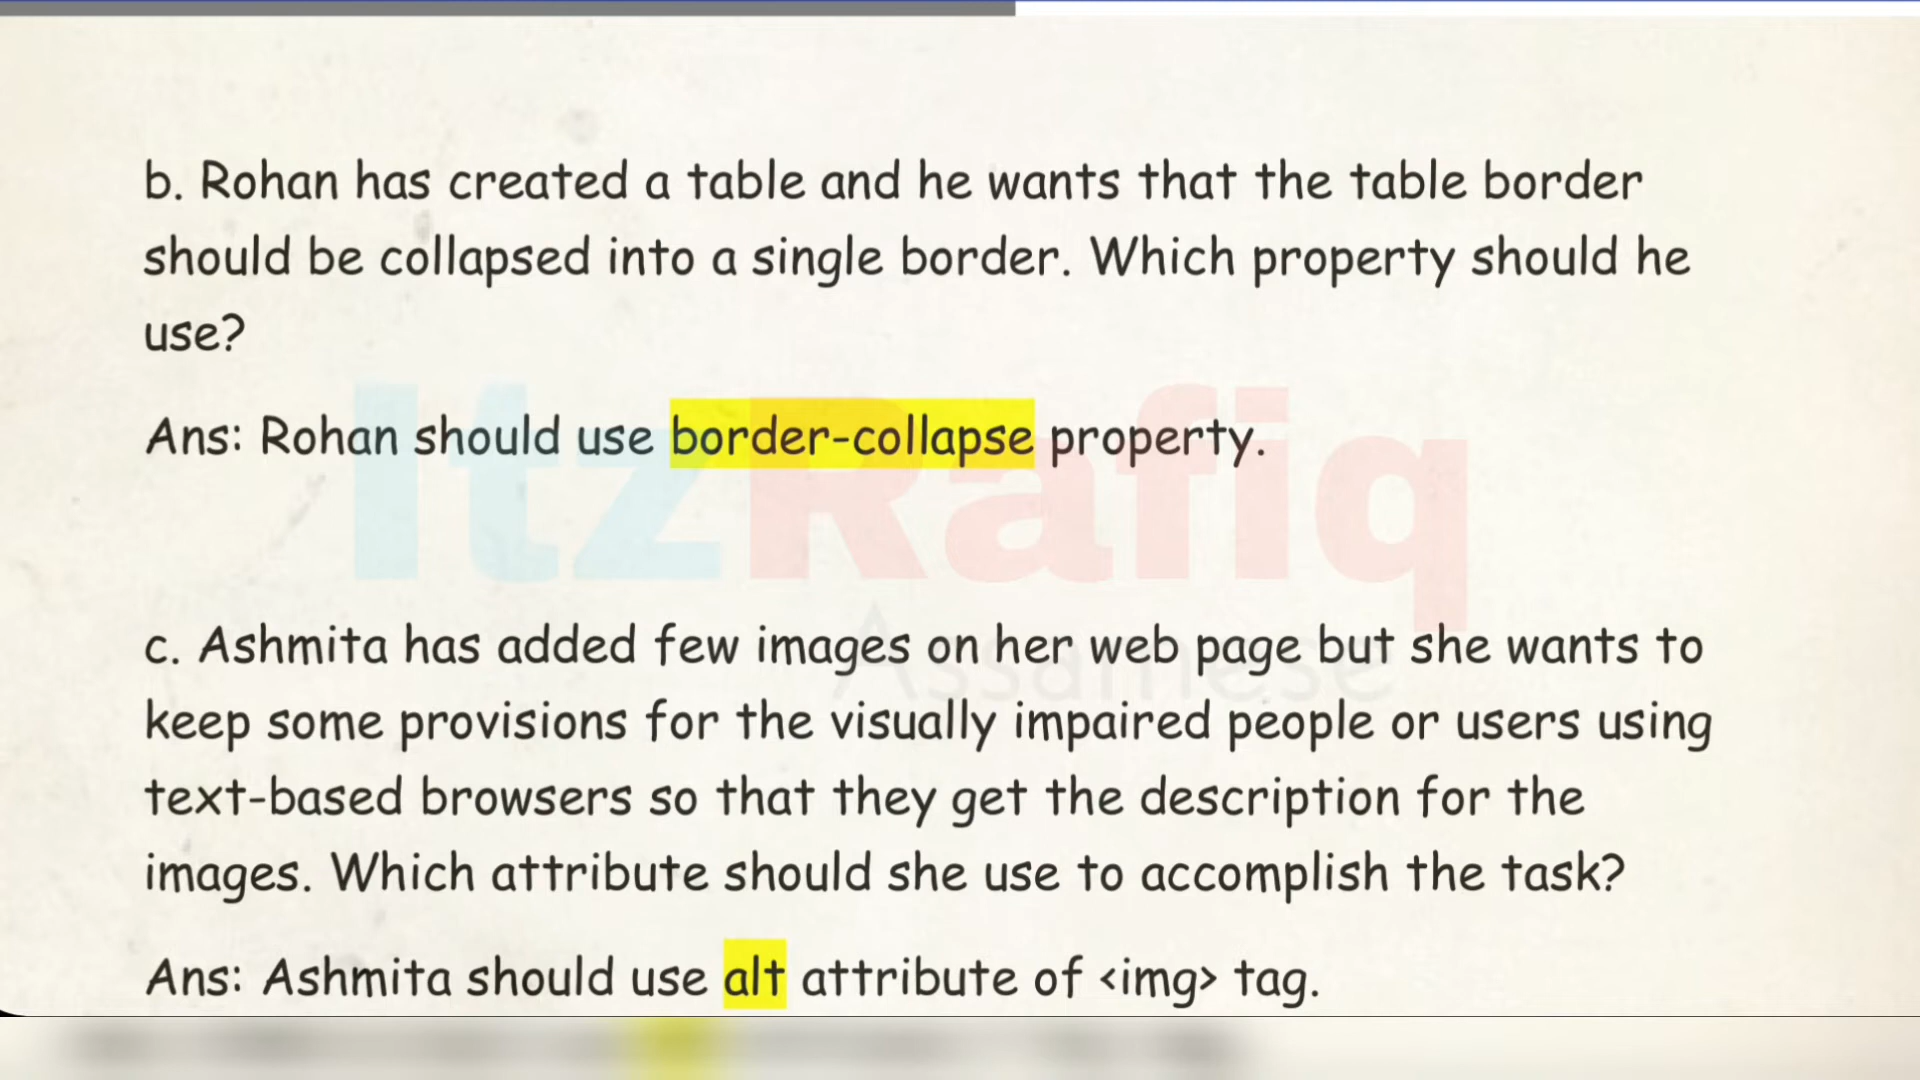 b. Rohan has created a table and he wants that the table border
should be collapsed into a single border. Which property should he
use?
Ans: Rohan should use border-collapse property.
ItzRafiq
Assamese
c. Ashmita has added few images on her web page but she wants to
keep some provisions for the visually impaired people or users using
text-based browsers so that they get the description for the
images. Which attribute should she use to accomplish the task?
Ans: Ashmita should use alt attribute of <img> tag.